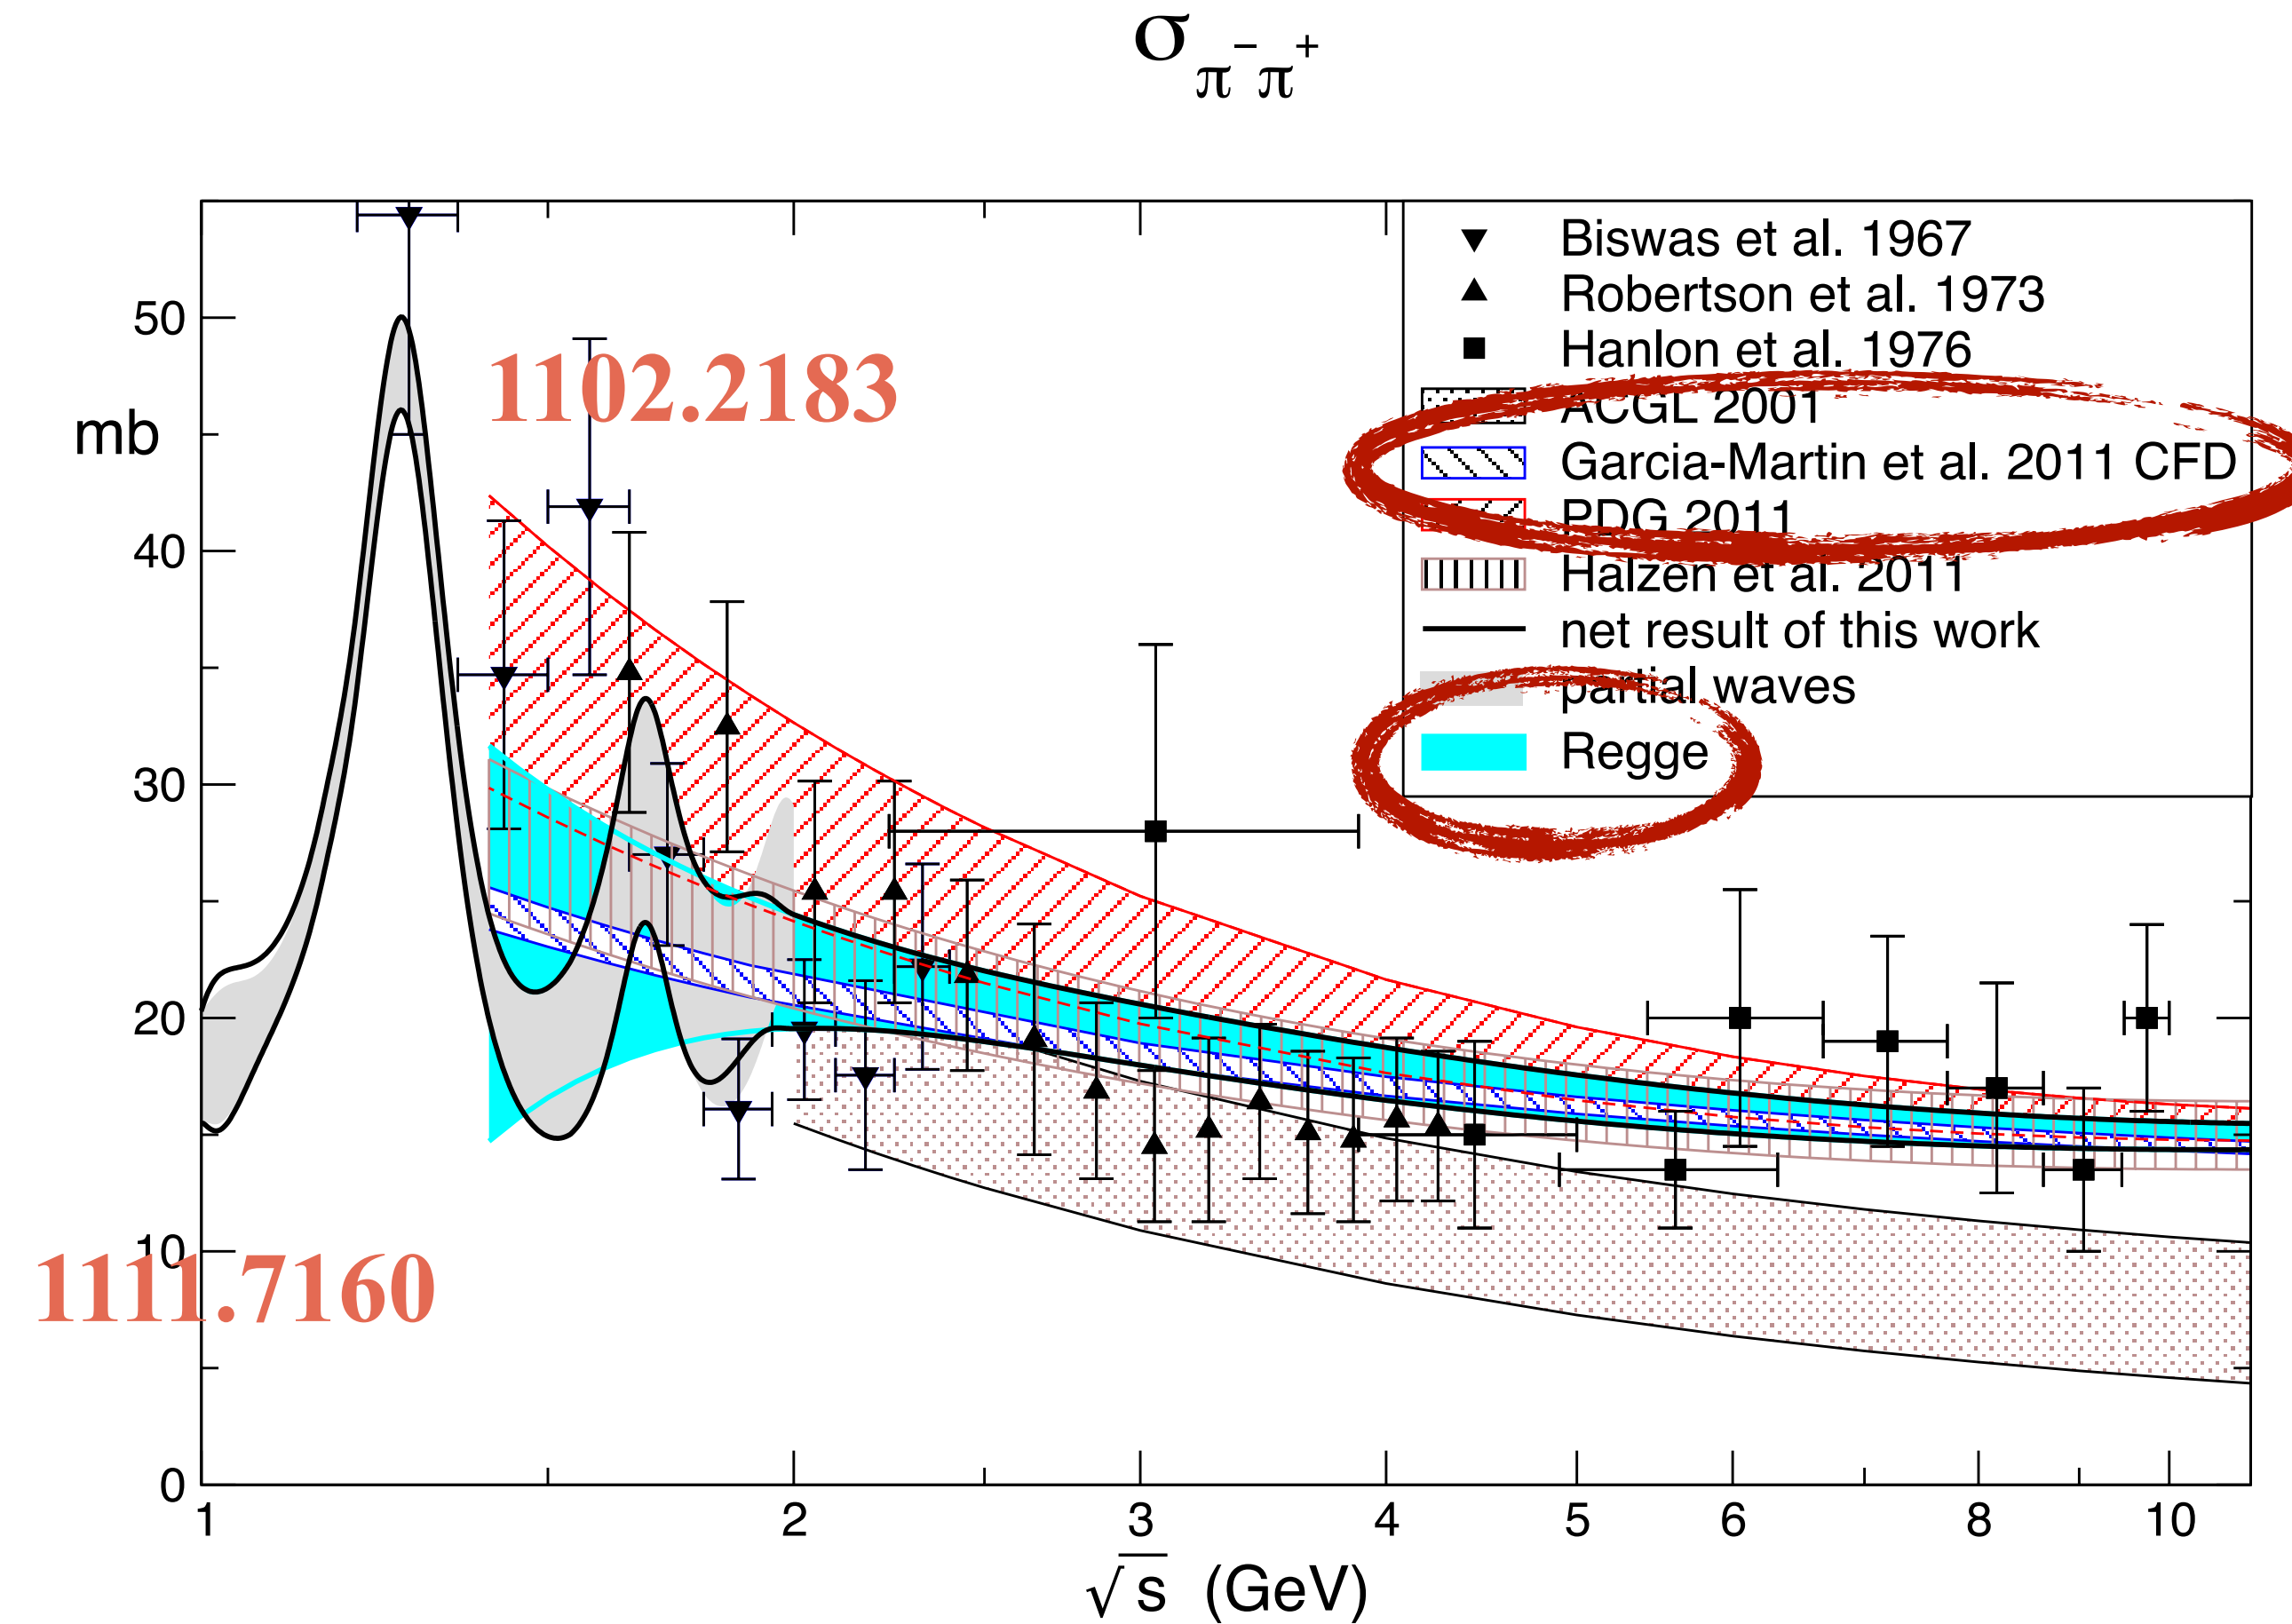 σπ⁻π⁺
Biswas et al. 1967
Robertson et al. 1973
Hanlon et al. 1976
ACGL 2001
Garcia-Martin et al. 2011 CFD
PDG 2011
Halzen et al. 2011
net result of this work
partial waves
Regge
1102.2183
1111.7160
mb
50
40
30
20
10
0
1 2 3 4 5 6 8 10
√s (GeV)